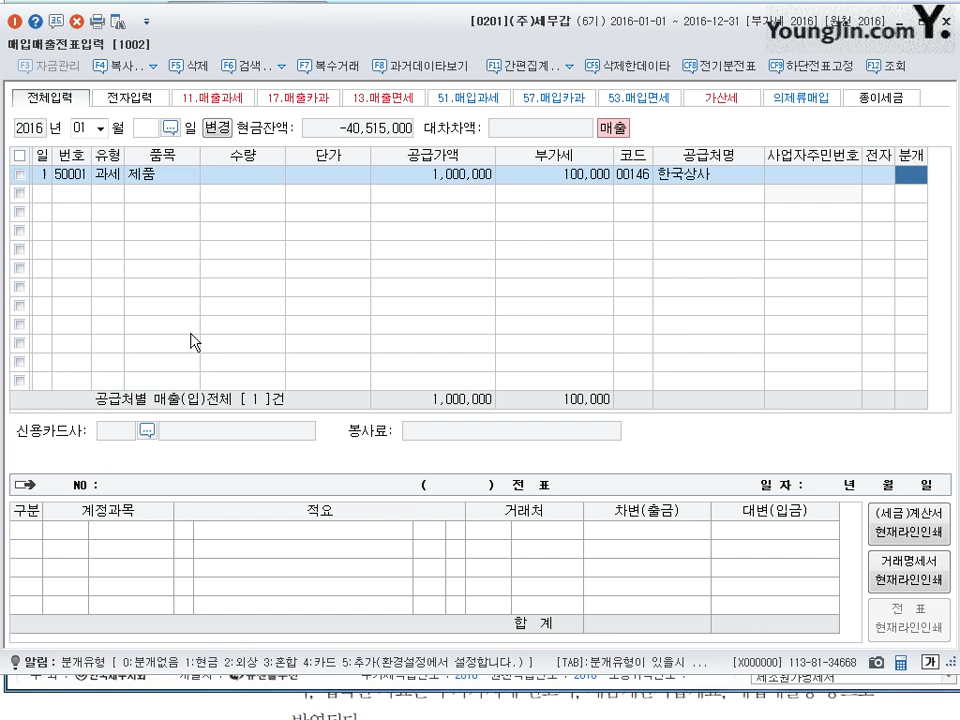 [0201](주)세무갑 (6기) 2016-01-01 ~ 2016-12-31 [부가세 2016] [원천 2016]
YoungJin.com Y.
매입매출전표입력 [1002]
F3 자금관리 F4 복사.. F5 삭제 F6 검색.. F7 복수거래 F8 과거데이타보기 F11 간편집계.. CF5 삭제한데이타 CF8 전기분전표 CF9 하단전표고정 F12 조회
전체입력 전자입력 11.매출과세 17.매출카과 13.매출면세 51.매입과세 57.매입카과 53.매입면세 가산세 의제류매입 종이세금
2016 년 01 월 일 변경 현금잔액: -40,515,000 대차차액: 매출
일 번호 유형 품목 수량 단가 공급가액 부가세 코드 공급처명 사업자주민번호 전자 분개
1 50001 과세 제품 1,000,000 100,000 00146 한국상사
공급처별 매출(입)전체 [ 1 ]건 1,000,000 100,000
신용카드사: 봉사료:
NO : ( ) 전 표 일 자 : 년 월 일
구분 계정과목 적요 거래처 차변(출금) 대변(입금)
(세금)계산서
현재라인인쇄
거래명세서
현재라인인쇄
전 표
현재라인인쇄
합 계
알림: 분개유형 [ 0:분개없음 1:현금 2:외상 3:혼합 4:카드 5:추가(환경설정에서 설정합니다.) ] [TAB]:분개유형이 있을시 ... [X000000] 113-81-34668 가